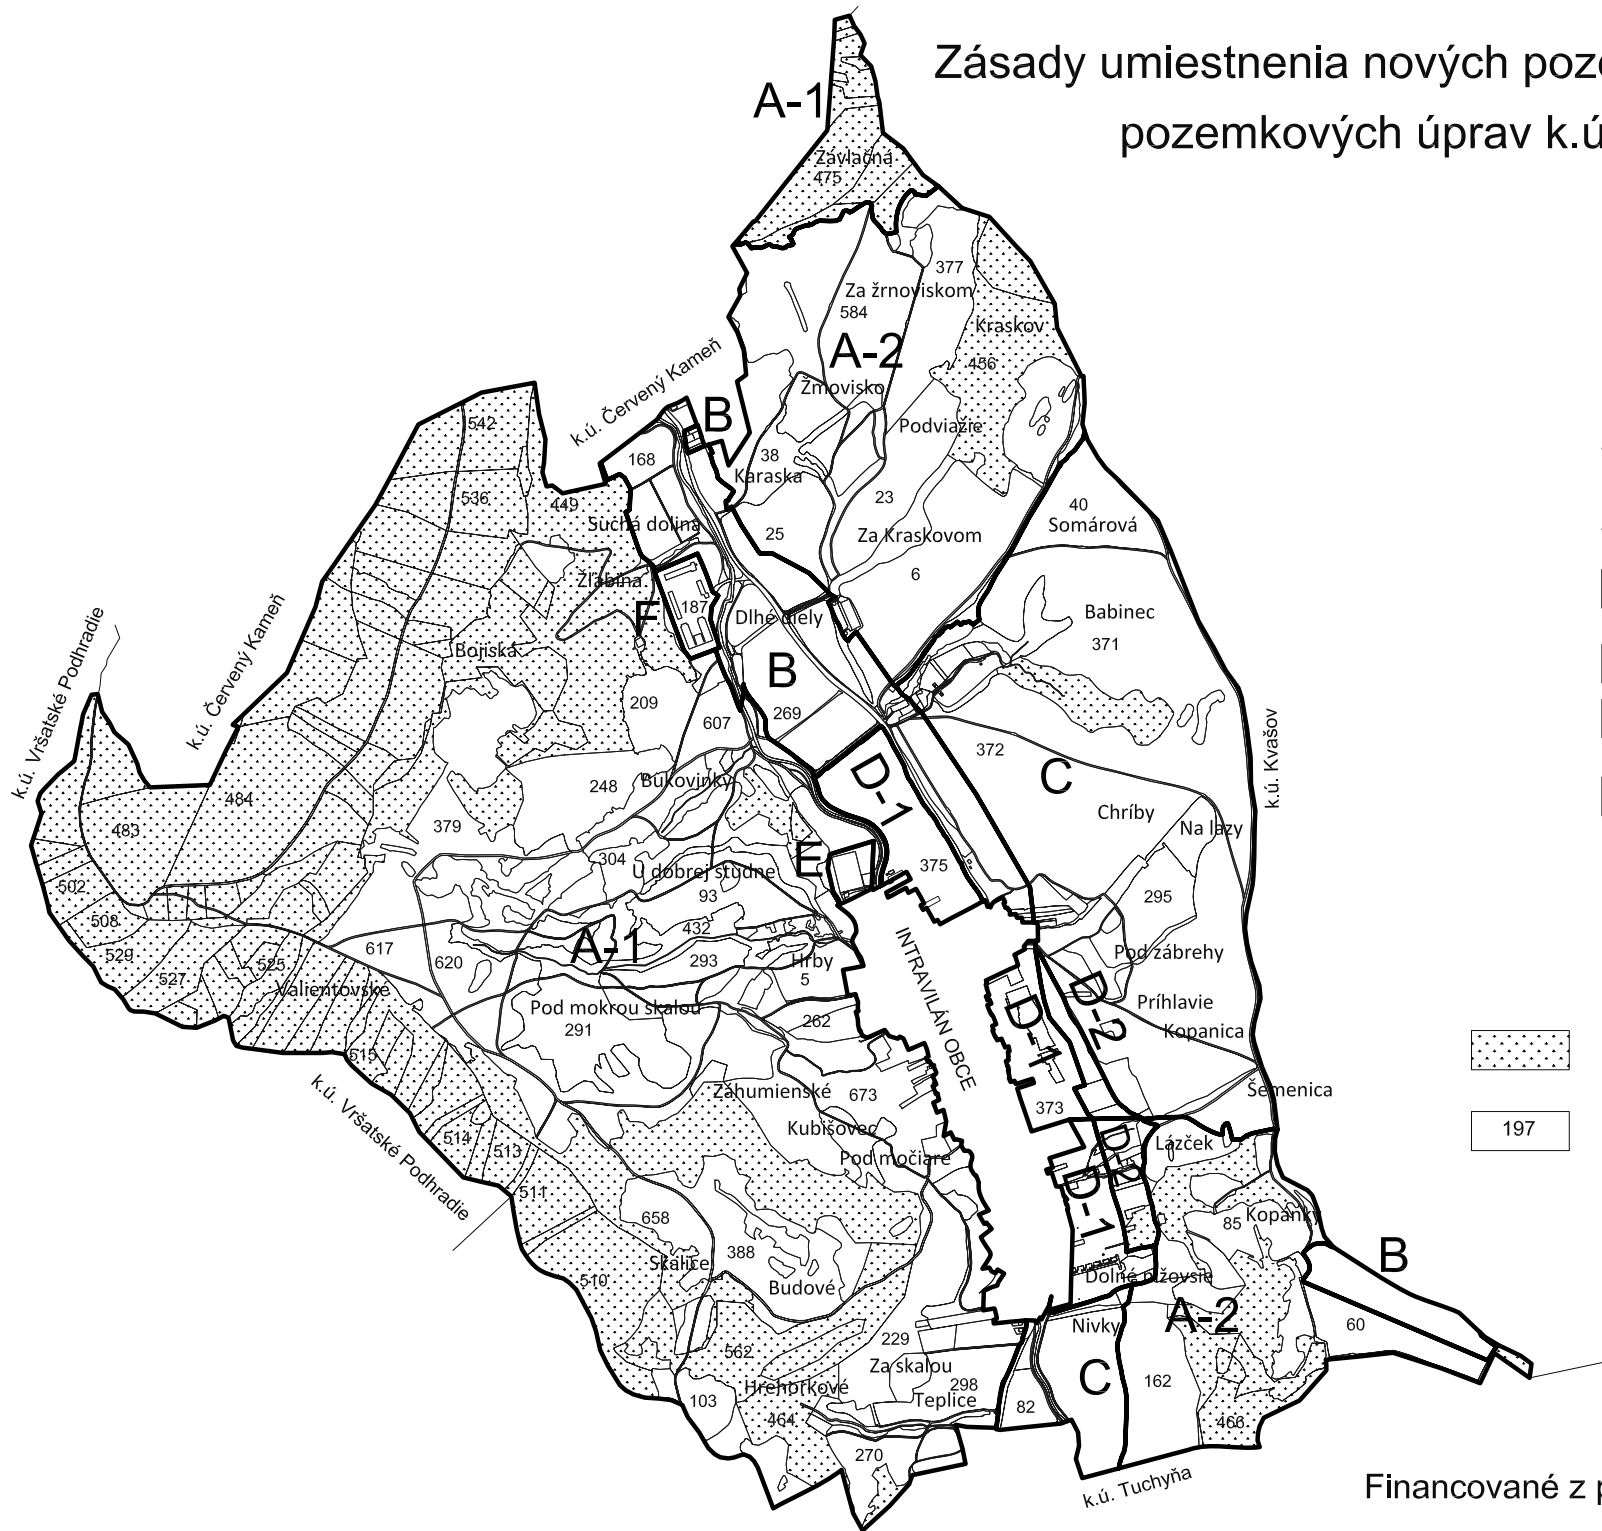 Zásady umiestnenia nových poz
pozemkových úprav k.ú
A-1
Závlačná
475
377
Za žrnoviskom
584
Kraskov
A-2
456
k.ú. Červený Kameň
Žrnovisko
B
Podviažie
542
168
38
Karaska
536
449
23
40
Somárová
Suchá dolina
25
Za Kraskovom
Žľabina
6
187
F
Dlhé diely
Babinec
371
k.ú. Vršatské Podhradie
k.ú. Červený Kameň
Bojiská
B
209
607
269
372
C
k.ú. Kvašov
Bukovinky
248
D-1
484
483
379
Chríby
Na lazy
304
E
U dobrej studne
375
502
93
295
508
432
529
A-1
617
620
293
Hrby
5
INTRAVILÁN OBCE
Pod zábrehy
525
527
Valientovské
D-2
Príhlavie
Pod mokrou skalou
291
262
D-1
Kopanica
515
k.ú. Vršatské Podhradie
Záhumienské
673
Šemenica
373
Kubišovec
197
514
513
Pod močiare
D-2
Lázček
511
D-1
658
85
Kopánky
388
Skalice
B
510
Budové
Dolné nžovsie
A-2
229
Nivky
60
562
Za skalou
C
Hrehorkové
298
162
103
Teplice
82
464
466
270
k.ú. Tuchyňa
Financované z p